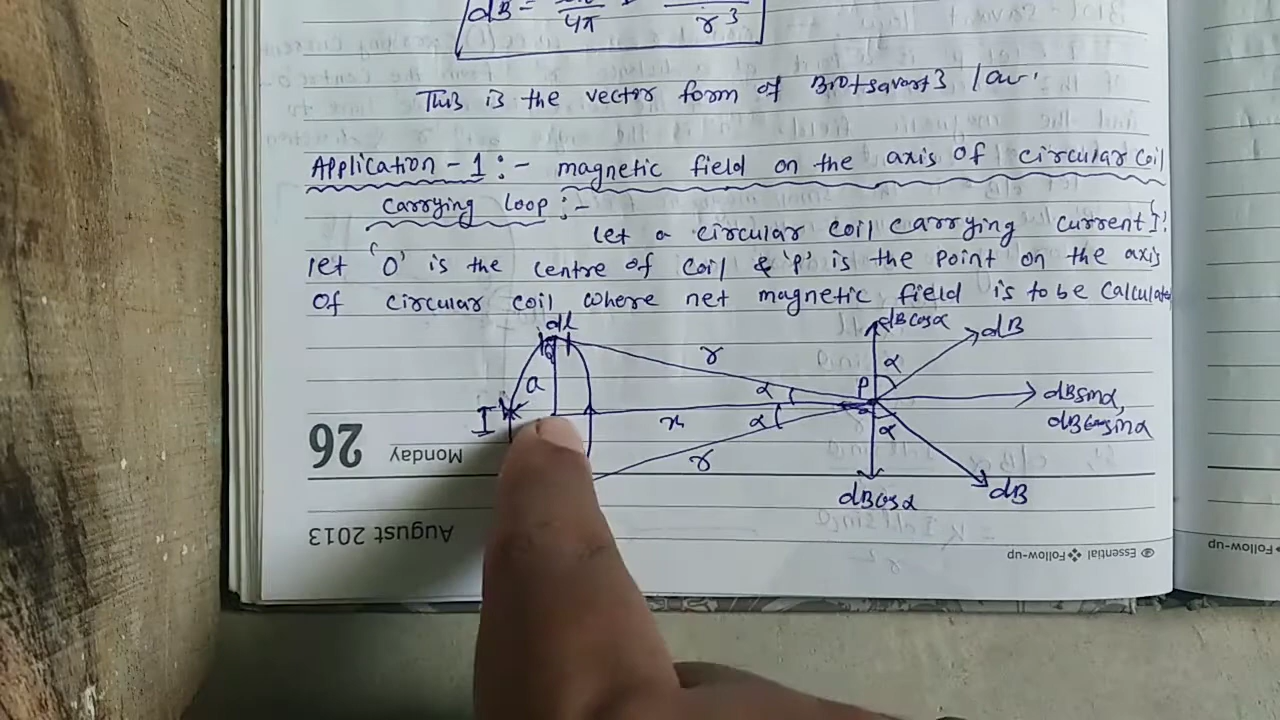 dB =
4π r³
This is the vector form of Biot savart's law.
Application - 1 :- magnetic field on the axis of circular coil
carrying loop :-
let a circular coil carrying current 'I'.
let 'O' is the centre of coil & 'P' is the point on the axis
of circular coil where net magnetic field is to be calculated
dl
dBcosα
dB
r
α
a
α
P
dBsinα,
I
x
α
α
dBsinα
r
dBcosα
dB
26
Monday
August 2013
Essential Follow-up
Follow-up